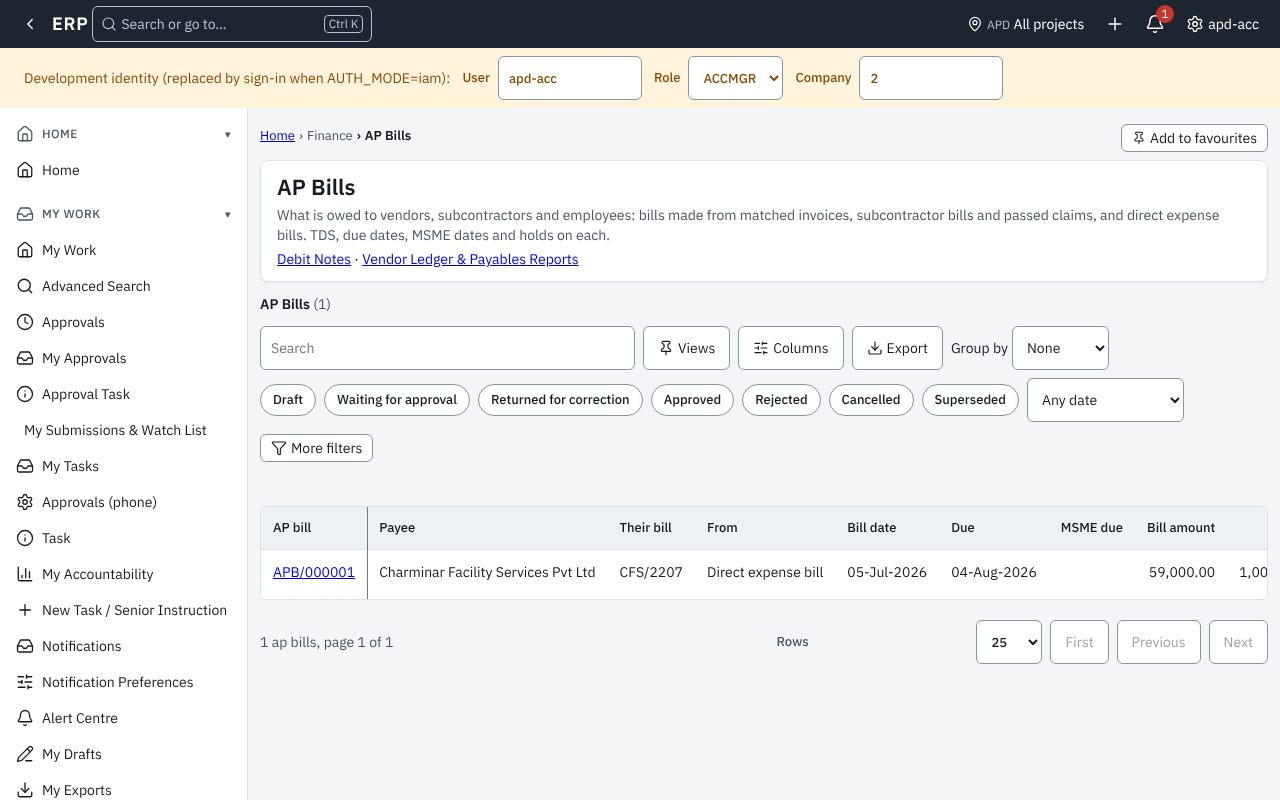 ERP Search or go to... Ctrl K APD All projects 1 apd-acc
Development identity (replaced by sign-in when AUTH_MODE=iam): User apd-acc Role ACCMGR Company 2
HOME
Home
MY WORK
My Work
Advanced Search
Approvals
My Approvals
Approval Task
My Submissions & Watch List
My Tasks
Approvals (phone)
Task
My Accountability
New Task / Senior Instruction
Notifications
Notification Preferences
Alert Centre
My Drafts
My Exports
Home › Finance › AP Bills
Add to favourites
AP Bills
What is owed to vendors, subcontractors and employees: bills made from matched invoices, subcontractor bills and passed claims, and direct expense
bills. TDS, due dates, MSME dates and holds on each.
Debit Notes · Vendor Ledger & Payables Reports
AP Bills (1)
Search Views Columns Export Group by None
Draft Waiting for approval Returned for correction Approved Rejected Cancelled Superseded Any date
More filters
AP bill Payee Their bill From Bill date Due MSME due Bill amount
APB/000001 Charminar Facility Services Pvt Ltd CFS/2207 Direct expense bill 05-Jul-2026 04-Aug-2026 59,000.00 1,00
1 ap bills, page 1 of 1 Rows 25 First Previous Next